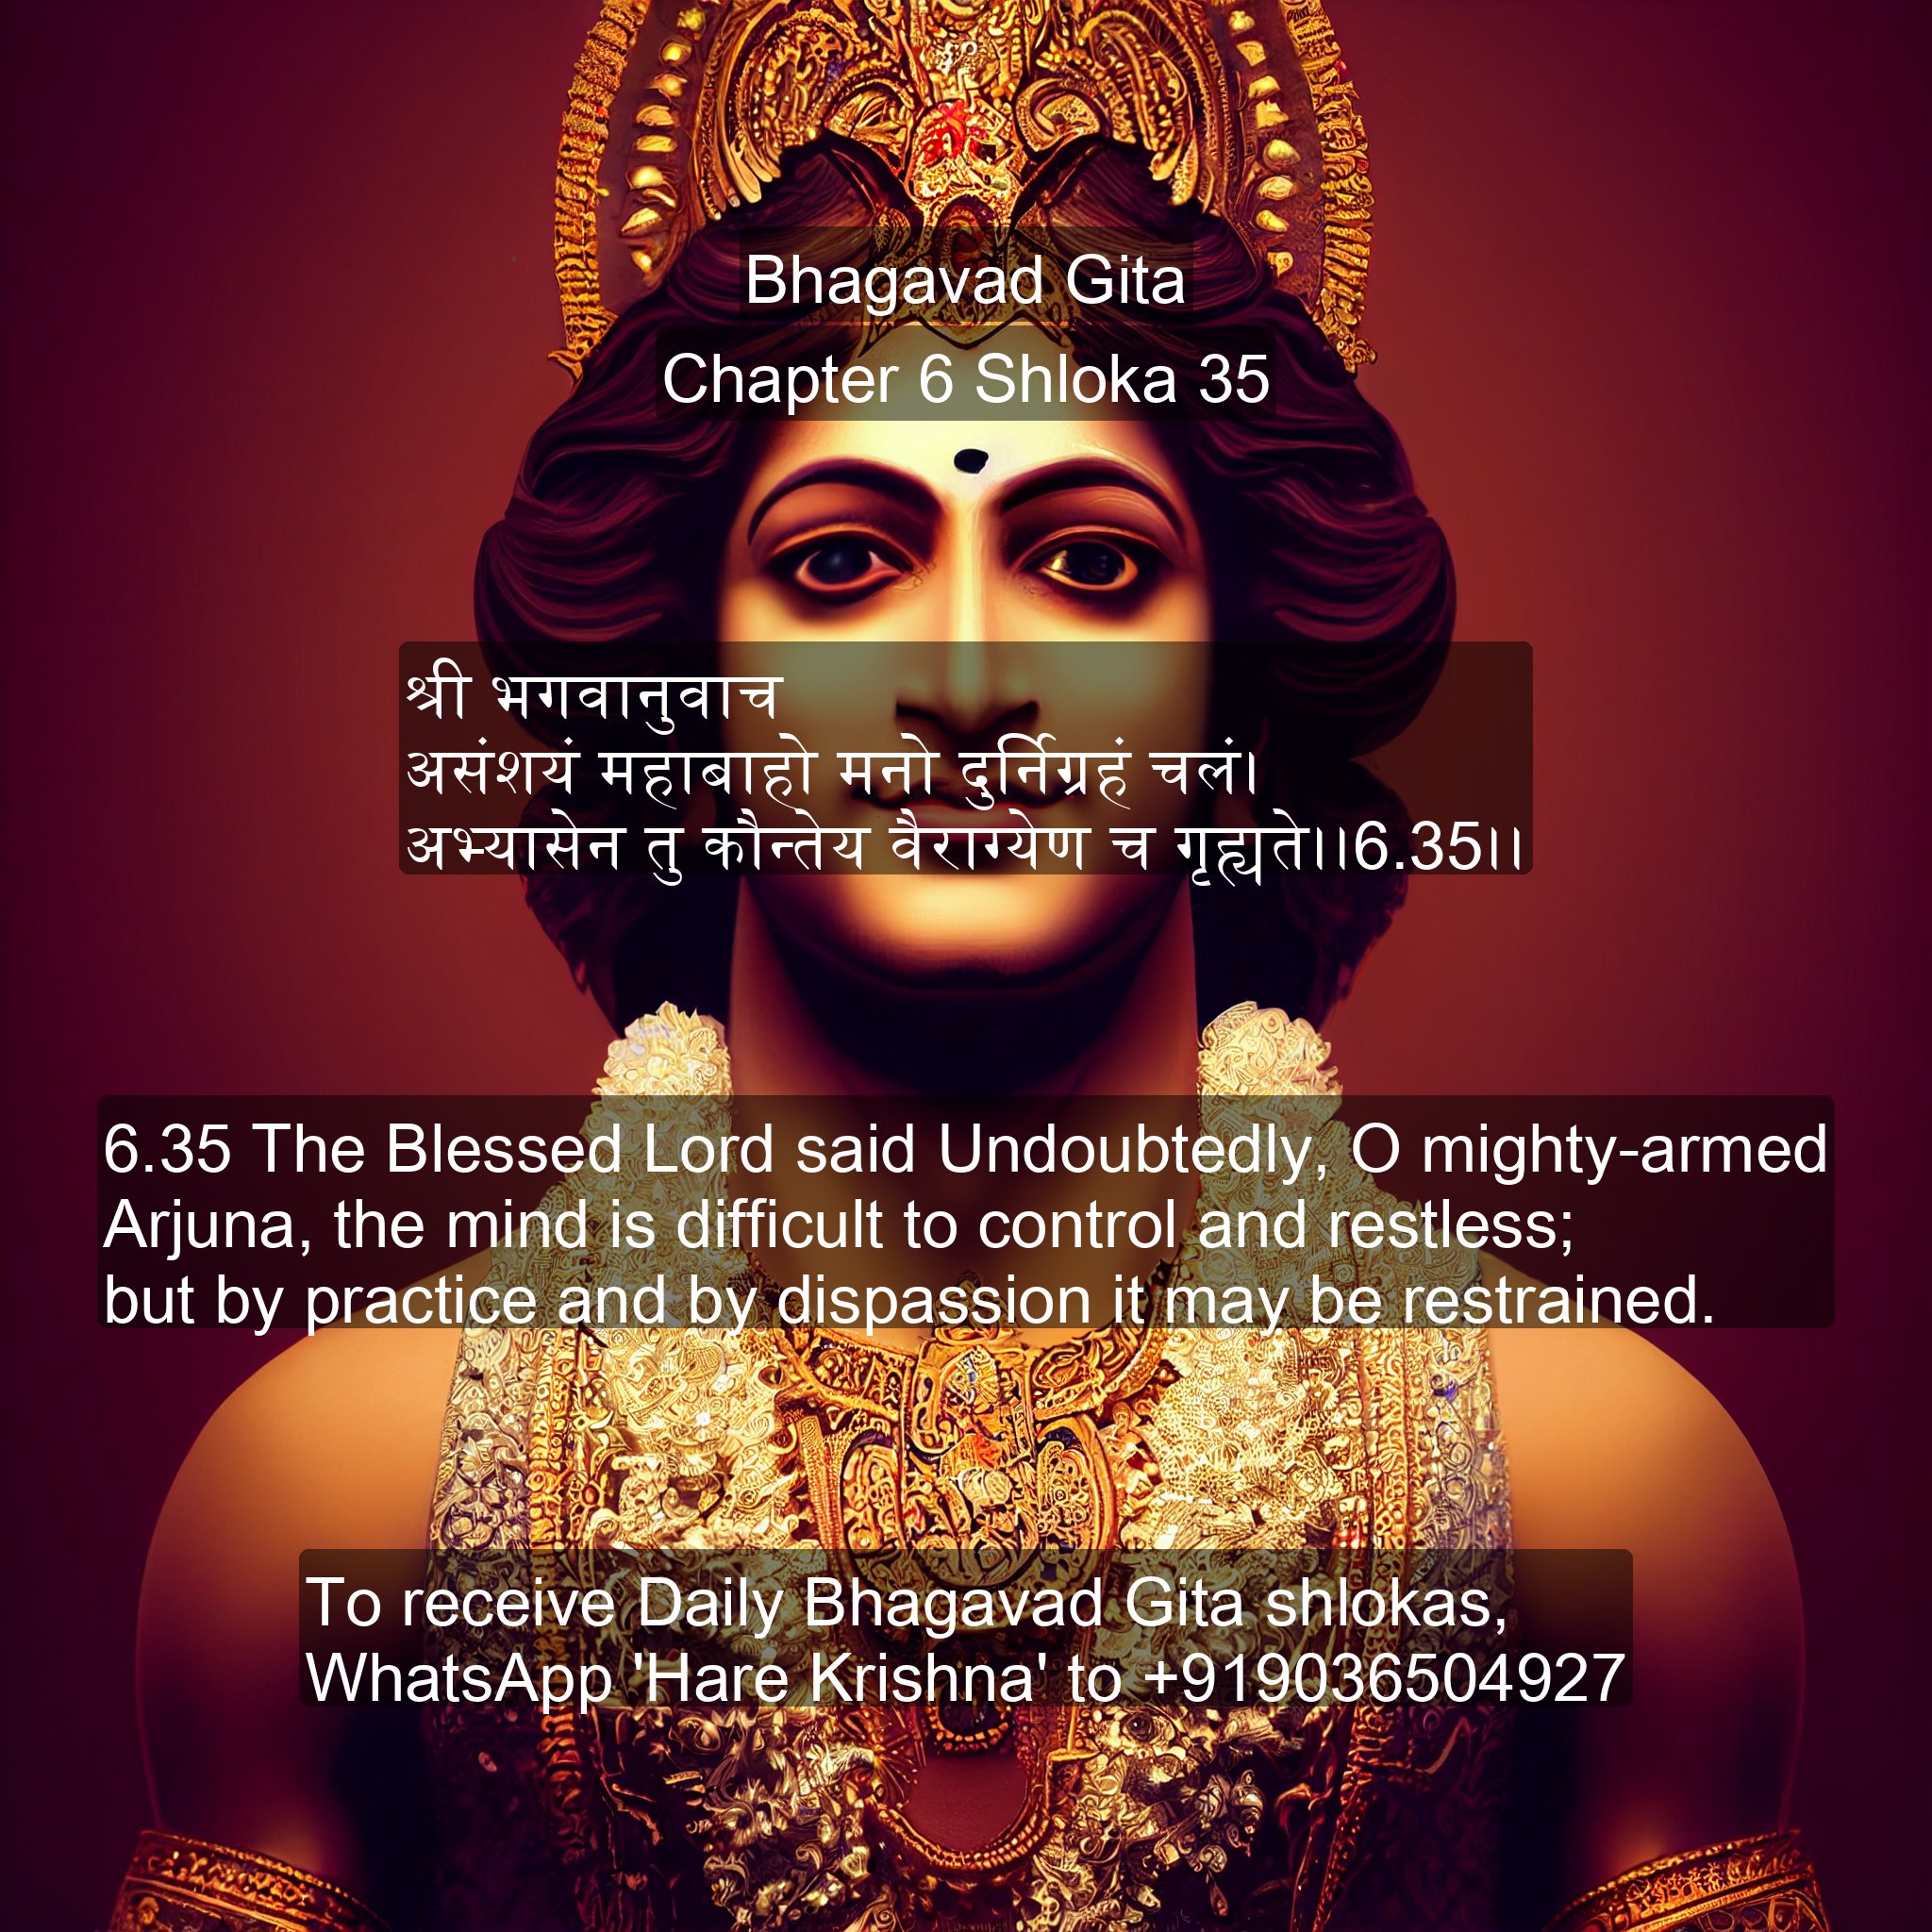 Bhagavad Gita
Chapter 6 Shloka 35
श्री भगवानुवाच
असंशयं महाबाहो मनो दुर्निग्रहं चलं।
अभ्यासेन तु कौन्तेय वैराग्येण च गृह्यते।।6.35।।
6.35 The Blessed Lord said Undoubtedly, O mighty-armed
Arjuna, the mind is difficult to control and restless;
but by practice and by dispassion it may be restrained.
To receive Daily Bhagavad Gita shlokas,
WhatsApp 'Hare Krishna' to +919036504927